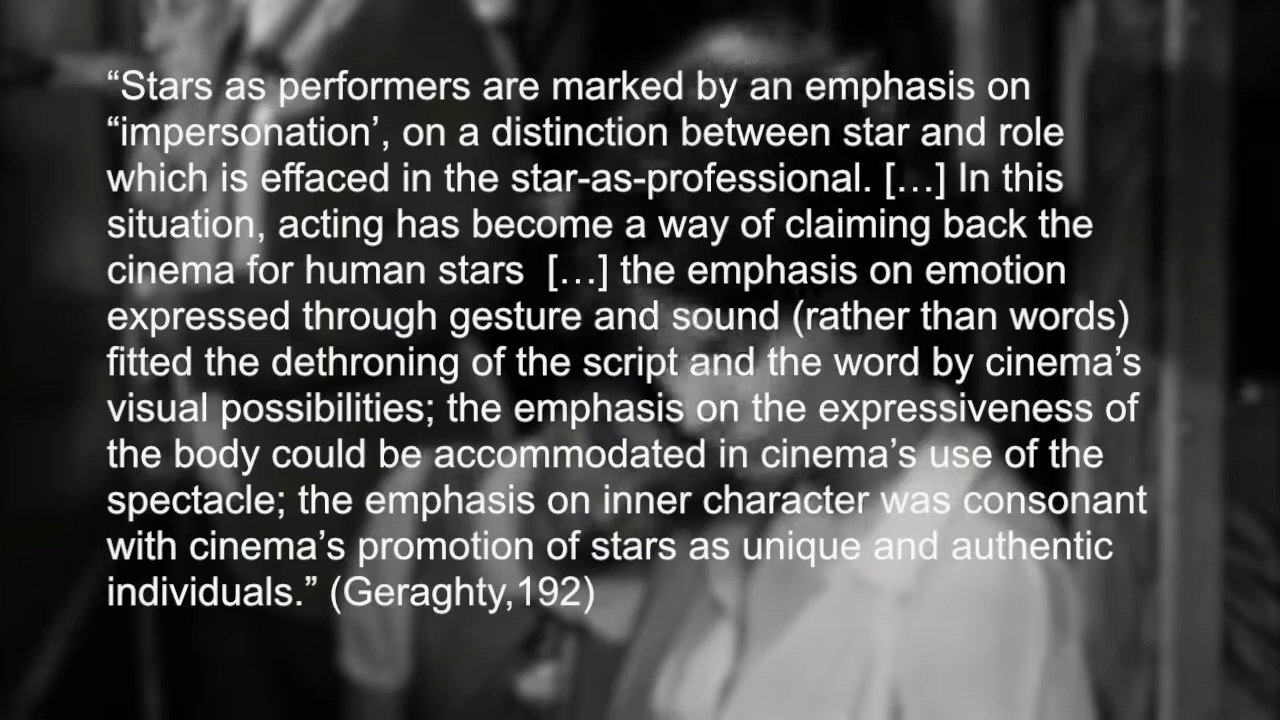 “Stars as performers are marked by an emphasis on
“impersonation’, on a distinction between star and role
which is effaced in the star-as-professional. […] In this
situation, acting has become a way of claiming back the
cinema for human stars  […] the emphasis on emotion
expressed through gesture and sound (rather than words)
fitted the dethroning of the script and the word by cinema’s
visual possibilities; the emphasis on the expressiveness of
the body could be accommodated in cinema’s use of the
spectacle; the emphasis on inner character was consonant
with cinema’s promotion of stars as unique and authentic
individuals.” (Geraghty,192)